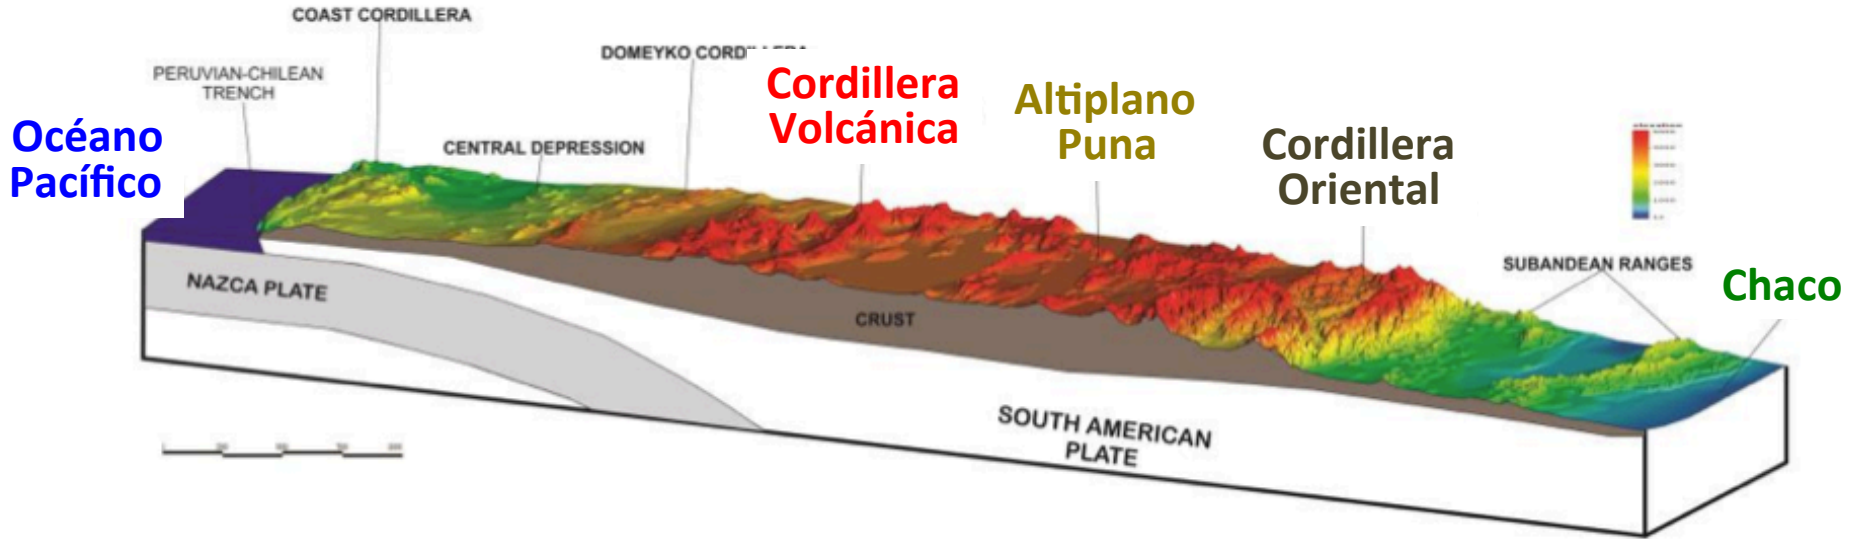 COAST CORDILLERA
PERUVIAN-CHILEAN
TRENCH
DOMEYKO
Océano
Pacífico
CENTRAL DEPRESSION
Cordillera
Volcánica
Altiplano
Puna
Cordillera
Oriental
SUBANDEAN RANGES
Chaco
NAZCA PLATE
CRUST
SOUTH AMERICAN
PLATE